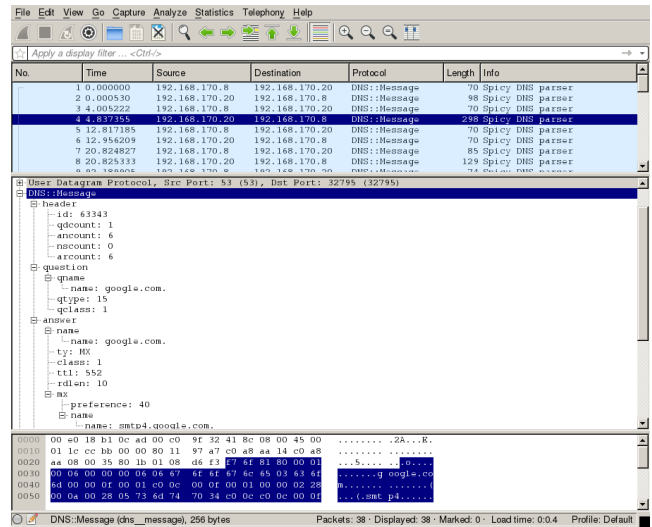 File Edit View Go Capture Analyze Statistics Telephony Help
Apply a display filter ... <Ctrl-/>
No. Time Source Destination Protocol Length Info
1 0.000000 192.168.170.8 192.168.170.20 DNS::Message 70 Spicy DNS parser
2 0.000530 192.168.170.20 192.168.170.8 DNS::Message 98 Spicy DNS parser
3 4.005222 192.168.170.8 192.168.170.20 DNS::Message 70 Spicy DNS parser
4 4.837355 192.168.170.20 192.168.170.8 DNS::Message 298 Spicy DNS parser
5 12.817185 192.168.170.8 192.168.170.20 DNS::Message 70 Spicy DNS parser
6 12.956209 192.168.170.20 192.168.170.8 DNS::Message 70 Spicy DNS parser
7 20.824827 192.168.170.8 192.168.170.20 DNS::Message 85 Spicy DNS parser
8 20.825333 192.168.170.20 192.168.170.8 DNS::Message 129 Spicy DNS parser
User Datagram Protocol, Src Port: 53 (53), Dst Port: 32795 (32795)
DNS::Message
header
id: 63343
qdcount: 1
ancount: 6
nscount: 0
arcount: 6
question
qname
name: google.com.
qtype: 15
qclass: 1
answer
name
name: google.com.
ty: MX
class: 1
ttl: 552
rdlen: 10
mx
preference: 40
name
name: smtp4.google.com.
0000 00 e0 18 b1 0c ad 00 c0 9f 32 41 8c 08 00 45 00 ........ .2A...E.
0010 01 1c cc bb 00 00 80 11 97 a7 c0 a8 aa 14 c0 a8 ........ ........
0020 aa 08 00 35 80 1b 01 08 d6 f3 f7 6f 81 80 00 01 ...5.... ...o....
0030 00 06 00 00 00 06 06 67 6f 6f 67 6c 65 03 63 6f .......g oogle.co
0040 6d 00 00 0f 00 01 c0 0c 00 0f 00 01 00 00 02 28 m....... .......(
0050 00 0a 00 28 05 73 6d 74 70 34 c0 0c c0 0c 00 0f ...(.smt p4......
DNS::Message (dns__message), 256 bytes Packets: 38 · Displayed: 38 · Marked: 0 · Load time: 0:0.4 Profile: Default